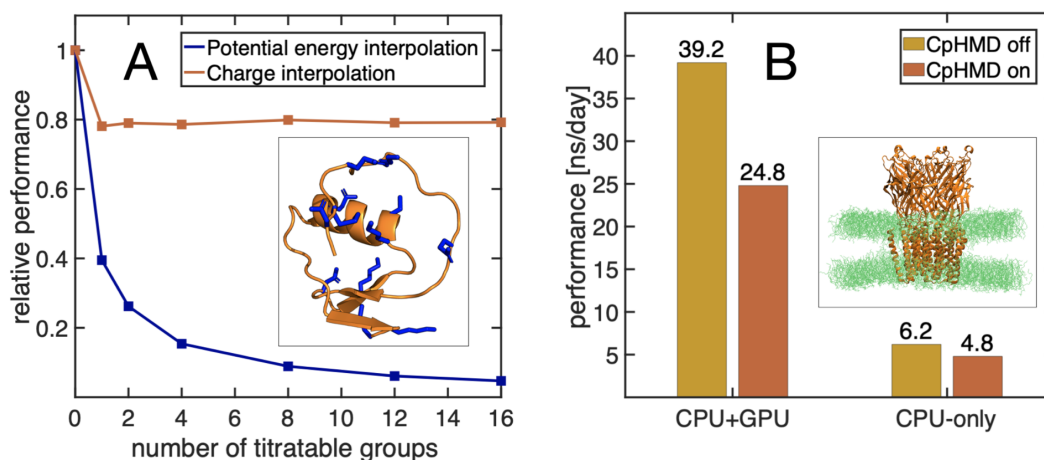 A
Potential energy interpolation
Charge interpolation
relative performance
1
0.8
0.6
0.4
0.2
0 2 4 6 8 10 12 14 16
number of titratable groups
B
CpHMD off
CpHMD on
performance [ns/day]
40
35
30
25
20
15
10
5
39.2
24.8
6.2
4.8
CPU+GPU CPU-only